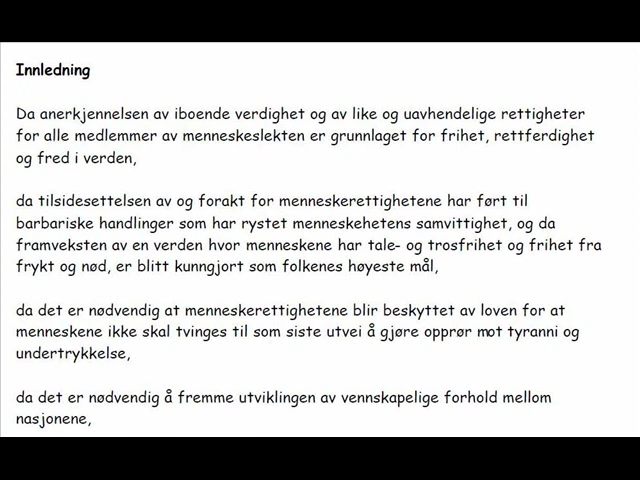 Innledning
Da anerkjennelsen av iboende verdighet og av like og uavhendelige rettigheter
for alle medlemmer av menneskeslekten er grunnlaget for frihet, rettferdighet
og fred i verden,
da tilsidesettelsen av og forakt for menneskerettighetene har ført til
barbariske handlinger som har rystet menneskehetens samvittighet, og da
framveksten av en verden hvor menneskene har tale- og trosfrihet og frihet fra
frykt og nød, er blitt kunngjort som folkenes høyeste mål,
da det er nødvendig at menneskerettighetene blir beskyttet av loven for at
menneskene ikke skal tvinges til som siste utvei å gjøre opprør mot tyranni og
undertrykkelse,
da det er nødvendig å fremme utviklingen av vennskapelige forhold mellom
nasjonene,